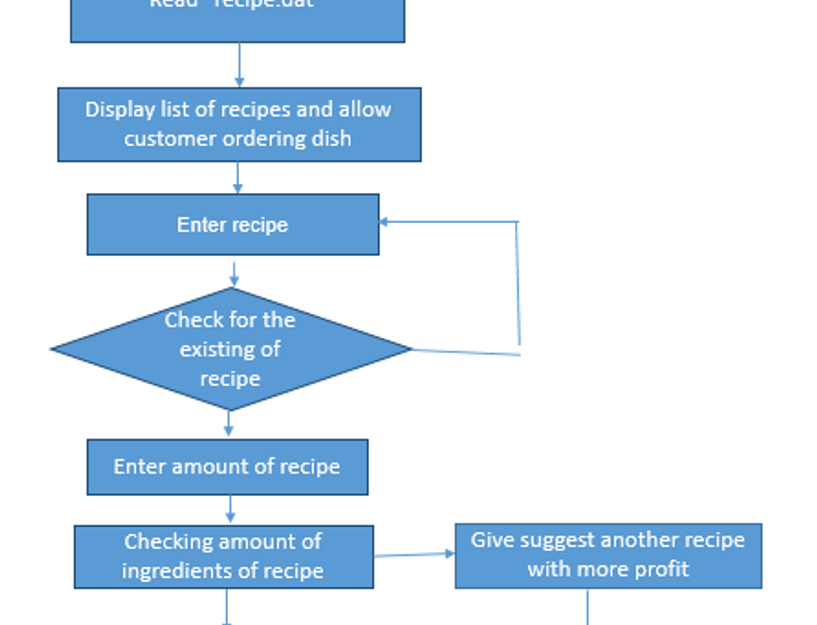 Read "recipe.dat"
Display list of recipes and allow
customer ordering dish
Enter recipe
Check for the
existing of
recipe
Enter amount of recipe
Checking amount of
ingredients of recipe
Give suggest another recipe
with more profit